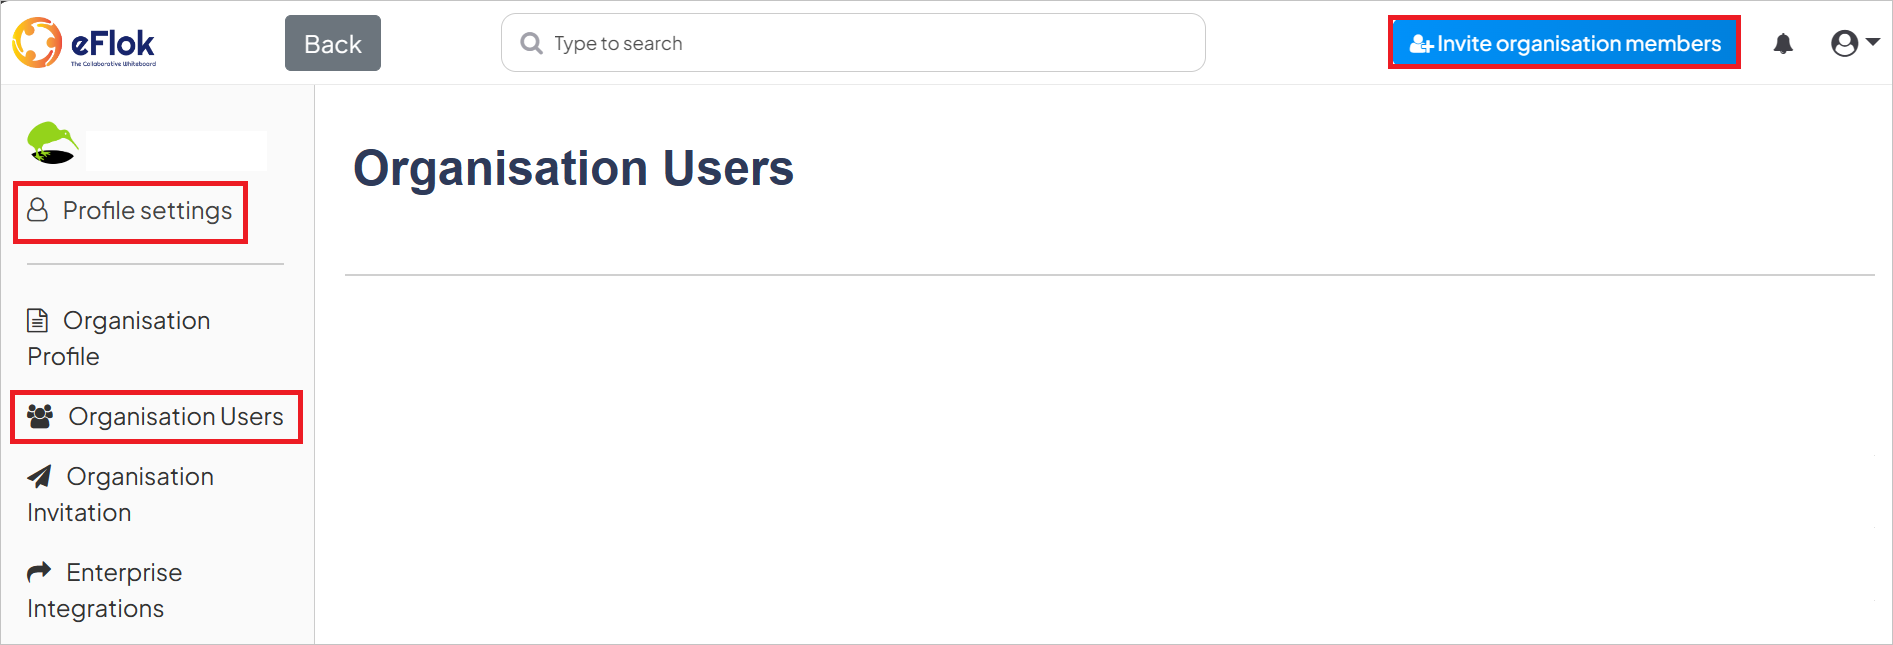 eFlok
The Collaborative Whiteboard
Back
Type to search
Invite organisation members
Profile settings
Organisation
Profile
Organisation Users
Organisation
Invitation
Enterprise
Integrations
Organisation Users